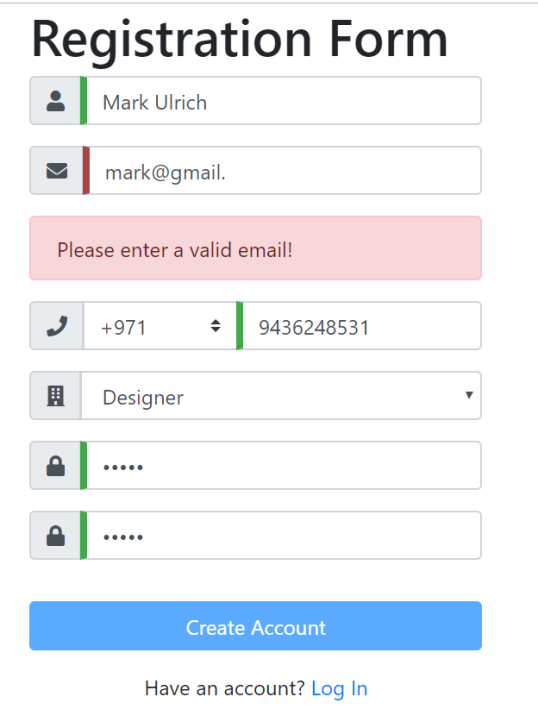 Registration Form
Mark Ulrich
mark@gmail.
Please enter a valid email!
+971 9436248531
Designer
•••••
•••••
Create Account
Have an account? Log In